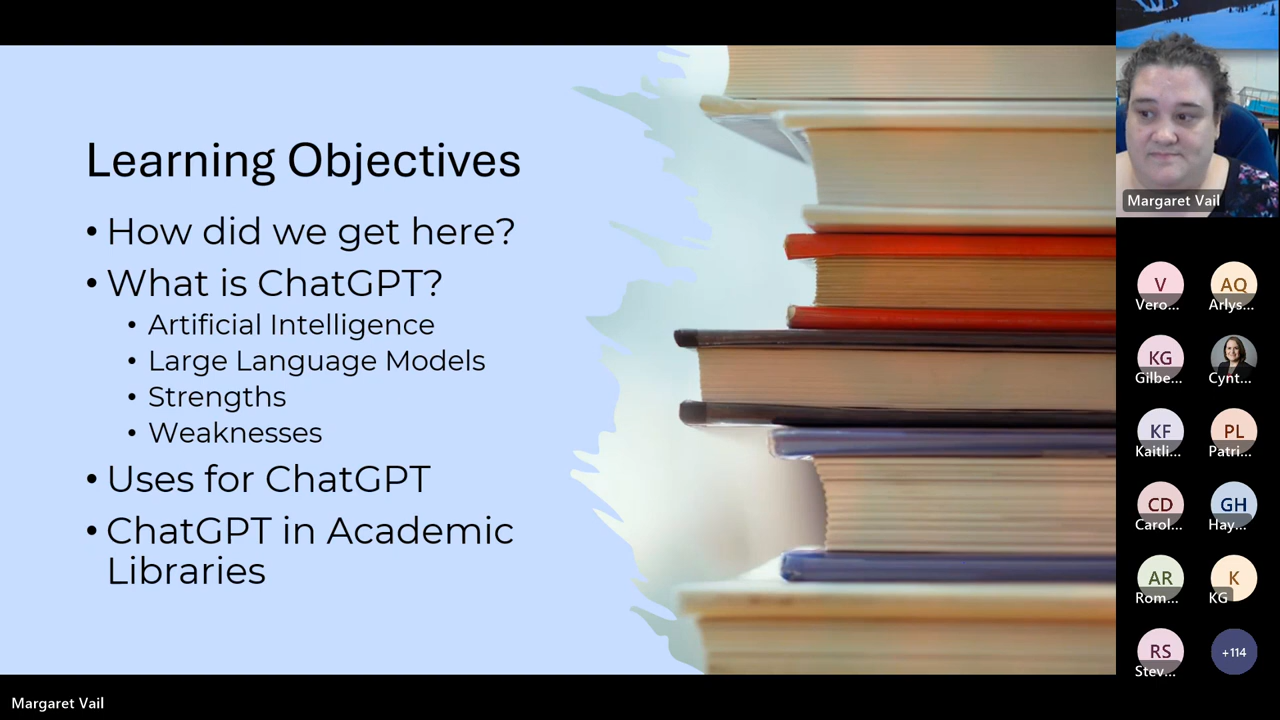 Learning Objectives
• How did we get here?
• What is ChatGPT?
• Artificial Intelligence
• Large Language Models
• Strengths
• Weaknesses
• Uses for ChatGPT
• ChatGPT in Academic
Libraries
Margaret Vail
V
Vero...
AQ
Arlys...
KG
Gilbe...
Cynt...
KF
Kaitli...
PL
Patri...
CD
Carol...
GH
Hay...
AR
Rom...
K
KG
RS
Stev...
+114
Margaret Vail